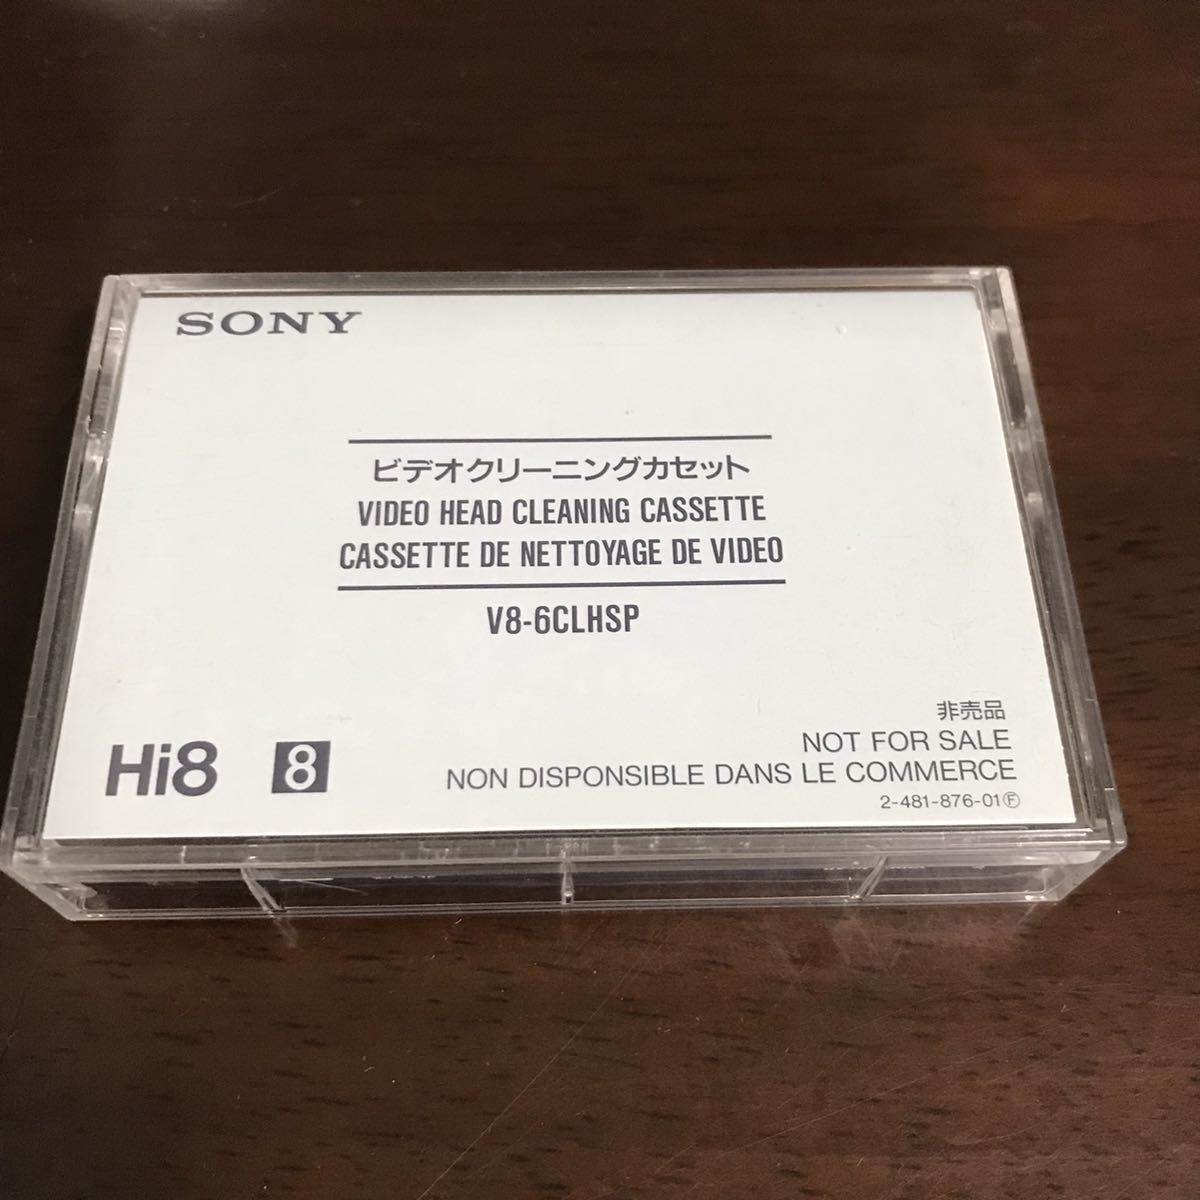 SONY
ビデオクリーニングカセット
VIDEO HEAD CLEANING CASSETTE
CASSETTE DE NETTOYAGE DE VIDEO
V8-6CLHSP
Hi8 8
非売品
NOT FOR SALE
NON DISPONSIBLE DANS LE COMMERCE
2-481-876-01Ⓕ